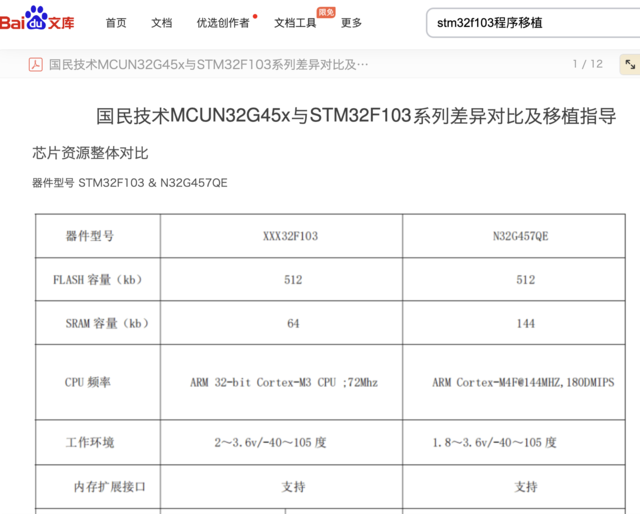 Bai du 文库
首页
文档
优选创作者
文档工具
限免
更多
stm32f103程序移植
国民技术MCUN32G45x与STM32F103系列差异对比及…
1 / 12
国民技术MCUN32G45x与STM32F103系列差异对比及移植指导
芯片资源整体对比
器件型号 STM32F103 & N32G457QE
器件型号 XXX32F103 N32G457QE
FLASH 容量（kb） 512 512
SRAM 容量（kb） 64 144
CPU 频率 ARM 32-bit Cortex-M3 CPU ;72Mhz ARM Cortex-M4F@144MHZ,180DMIPS
工作环境 2～3.6v/-40～105 度 1.8～3.6v/-40～105 度
内存扩展接口 支持 支持